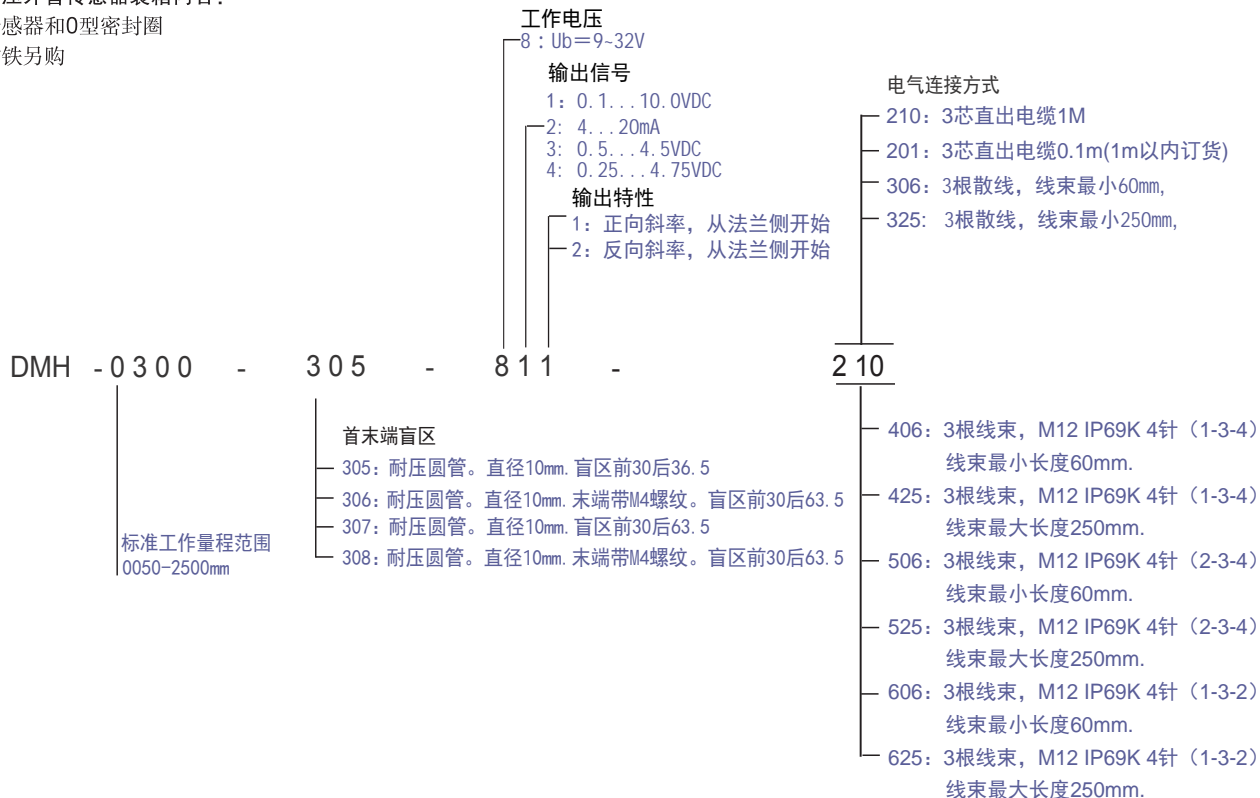 感器和O型密封圈
铁另购
工作电压
8：Ub＝9~32V
输出信号
1: 0.1...10.0VDC
2: 4...20mA
3: 0.5...4.5VDC
4: 0.25...4.75VDC
输出特性
1: 正向斜率，从法兰侧开始
2: 反向斜率，从法兰侧开始
电气连接方式
210：3芯直出电缆1M
201：3芯直出电缆0.1m(1m以内订货)
306：3根散线，线束最小60mm,
325: 3根散线，线束最小250mm,
DMH - 0300 - 305 - 811 - 210
首末端盲区
305: 耐压圆管。直径10mm.盲区前30后36.5
306: 耐压圆管。直径10mm.末端带M4螺纹。盲区前30后63.5
307: 耐压圆管。直径10mm.盲区前30后63.5
308: 耐压圆管。直径10mm.末端带M4螺纹。盲区前30后63.5
标准工作量程范围
0050-2500mm
406：3根线束，M12 IP69K 4针（1-3-4）
线束最小长度60mm.
425：3根线束，M12 IP69K 4针（1-3-4）
线束最大长度250mm.
506：3根线束，M12 IP69K 4针（2-3-4）
线束最小长度60mm.
525：3根线束，M12 IP69K 4针（2-3-4）
线束最大长度250mm.
606：3根线束，M12 IP69K 4针（1-3-2）
线束最小长度60mm.
625：3根线束，M12 IP69K 4针（1-3-2）
线束最大长度250mm.